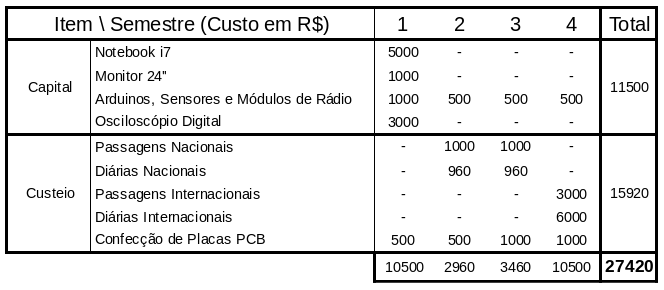 Item \ Semestre (Custo em R$) 1 2 3 4 Total
Notebook i7 5000 - - -
Monitor 24" 1000 - - -
Capital 11500
Arduinos, Sensores e Módulos de Rádio 1000 500 500 500
Osciloscópio Digital 3000 - - -
Passagens Nacionais - 1000 1000 -
Diárias Nacionais - 960 960 -
Custeio Passagens Internacionais - - - 3000 15920
Diárias Internacionais - - - 6000
Confecção de Placas PCB 500 500 1000 1000
10500 2960 3460 10500 27420